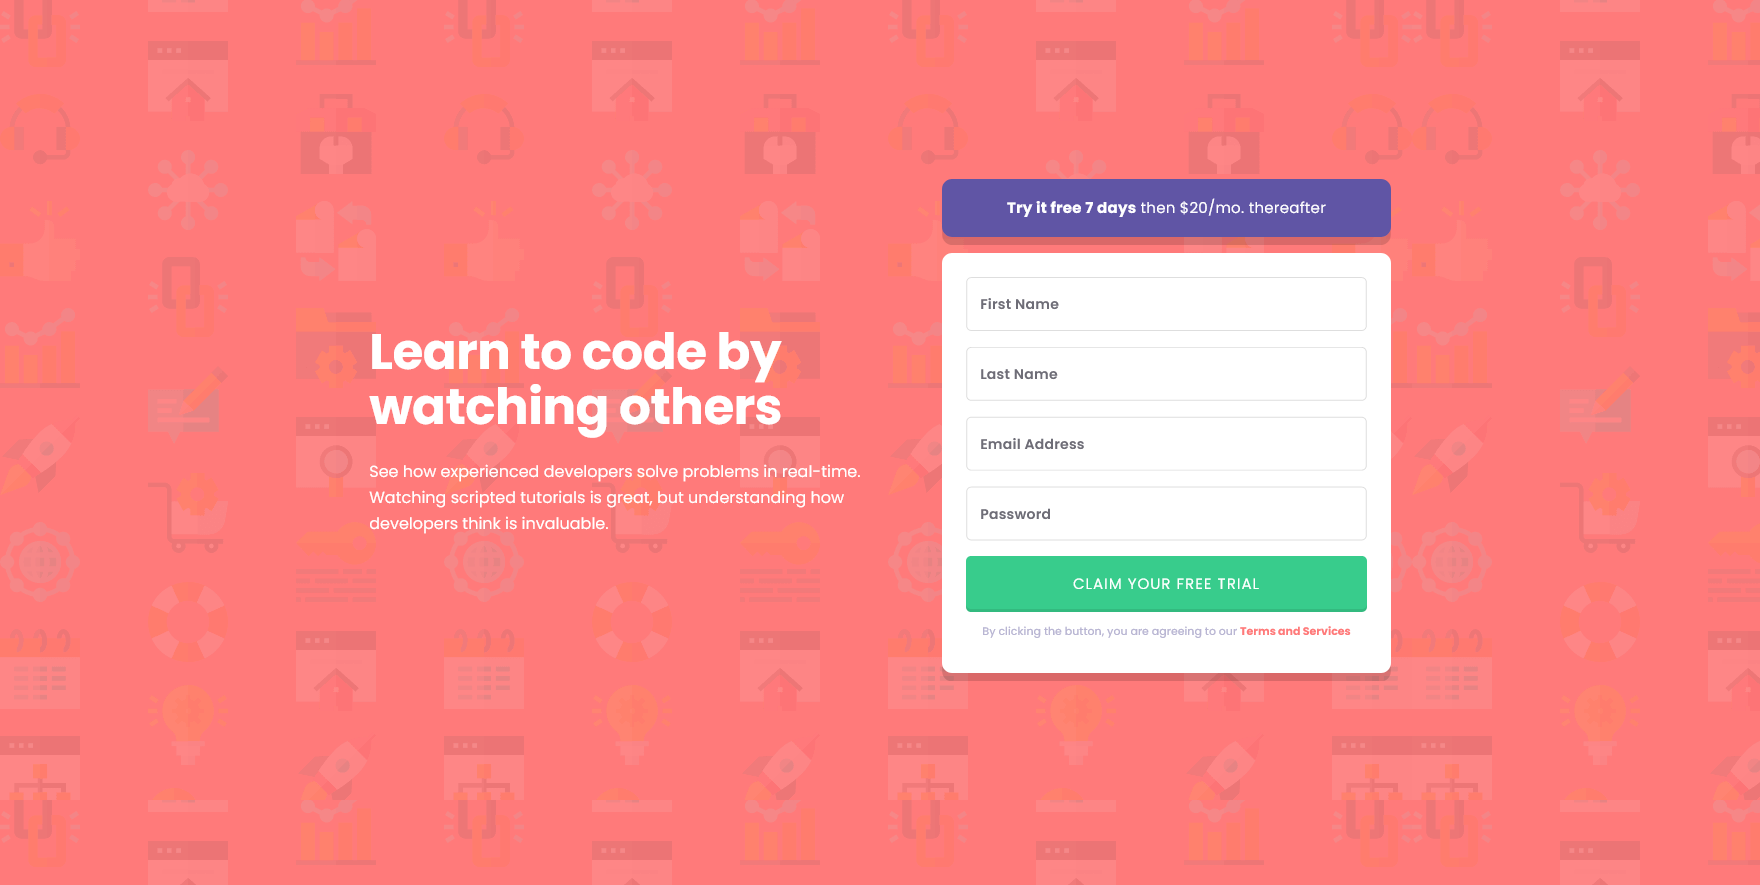 Learn to code by
watching others
See how experienced developers solve problems in real-time.
Watching scripted tutorials is great, but understanding how
developers think is invaluable.
Try it free 7 days then $20/mo. thereafter
First Name
Last Name
Email Address
Password
CLAIM YOUR FREE TRIAL
By clicking the button, you are agreeing to our Terms and Services